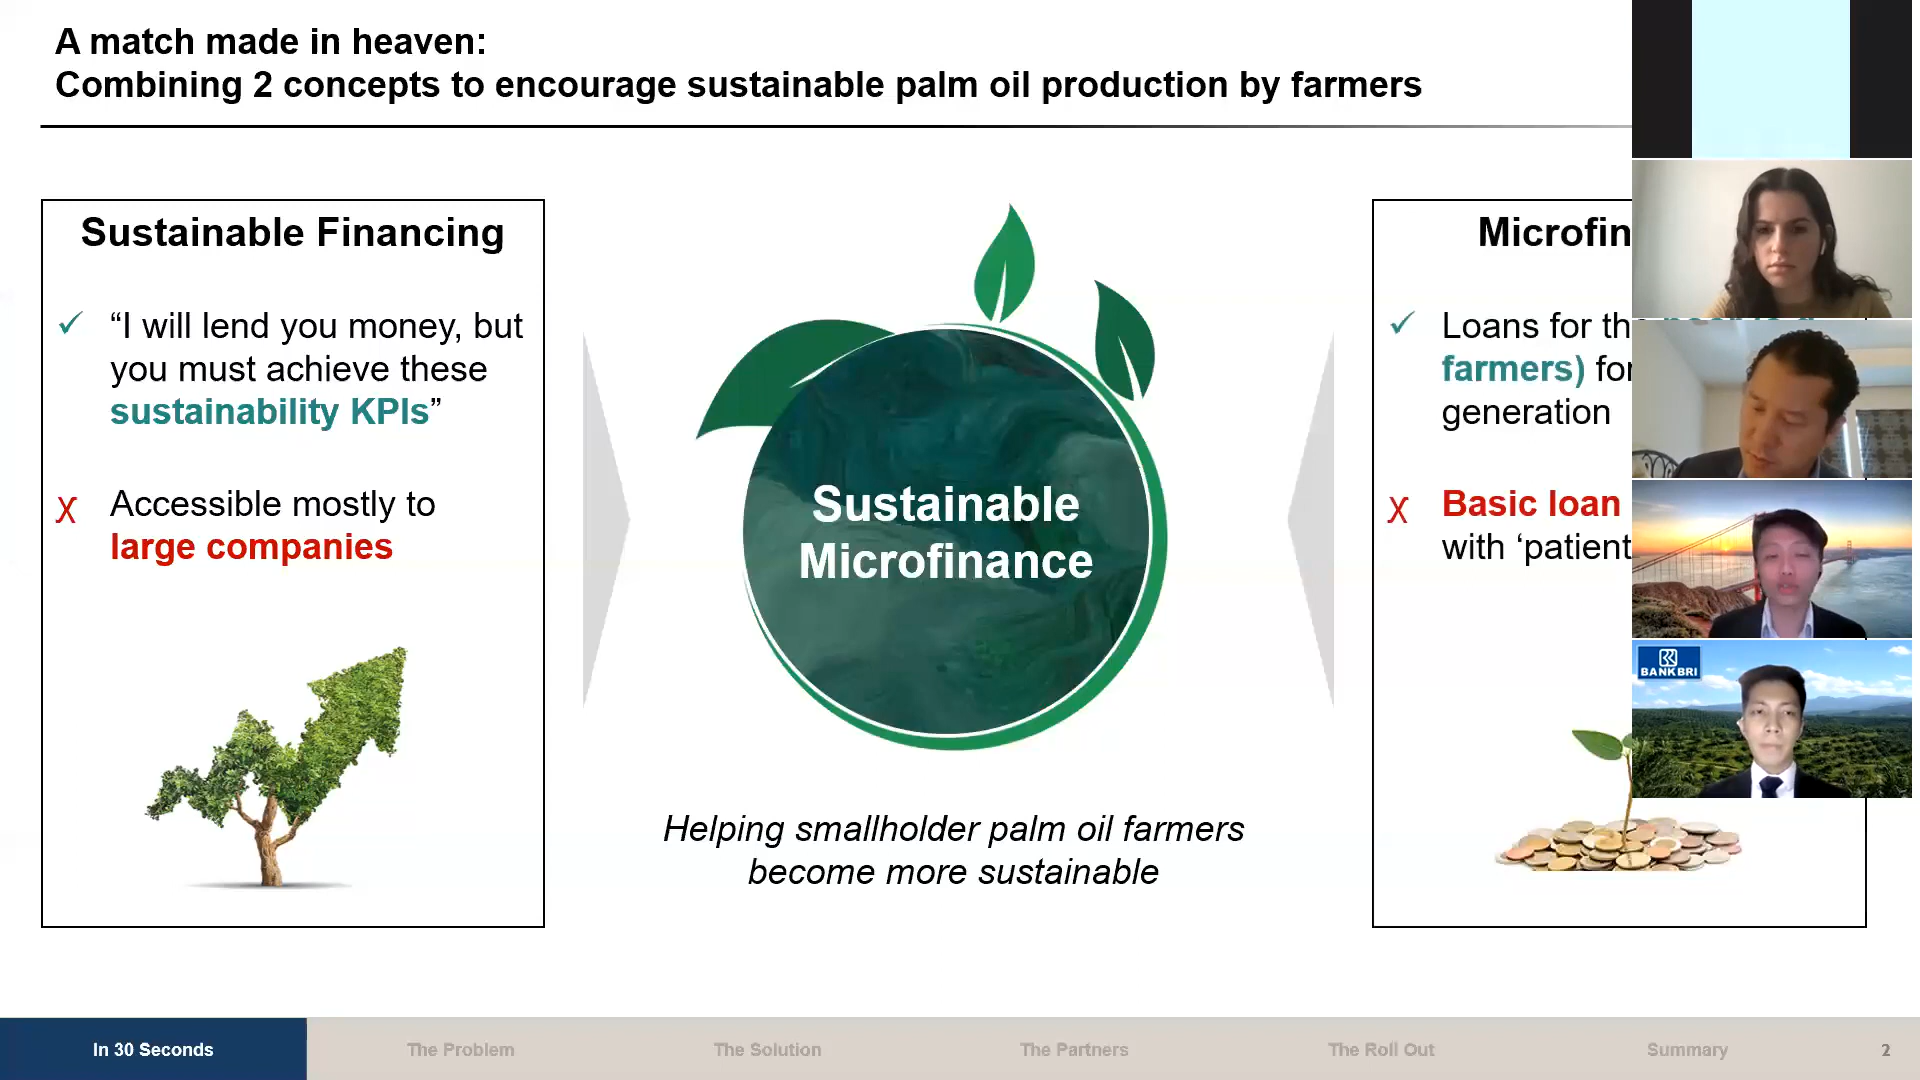 A match made in heaven:
Combining 2 concepts to encourage sustainable palm oil production by farmers
Sustainable Financing
✓ “I will lend you money, but
you must achieve these
sustainability KPIs”
X Accessible mostly to
large companies
Sustainable
Microfinance
Helping smallholder palm oil farmers
become more sustainable
✓ Loans for
farmers)
generation
X Basic loan
with ‘patient
BANK BRI
In 30 Seconds
The Problem
The Solution
The Partners
The Roll Out
Summary
2